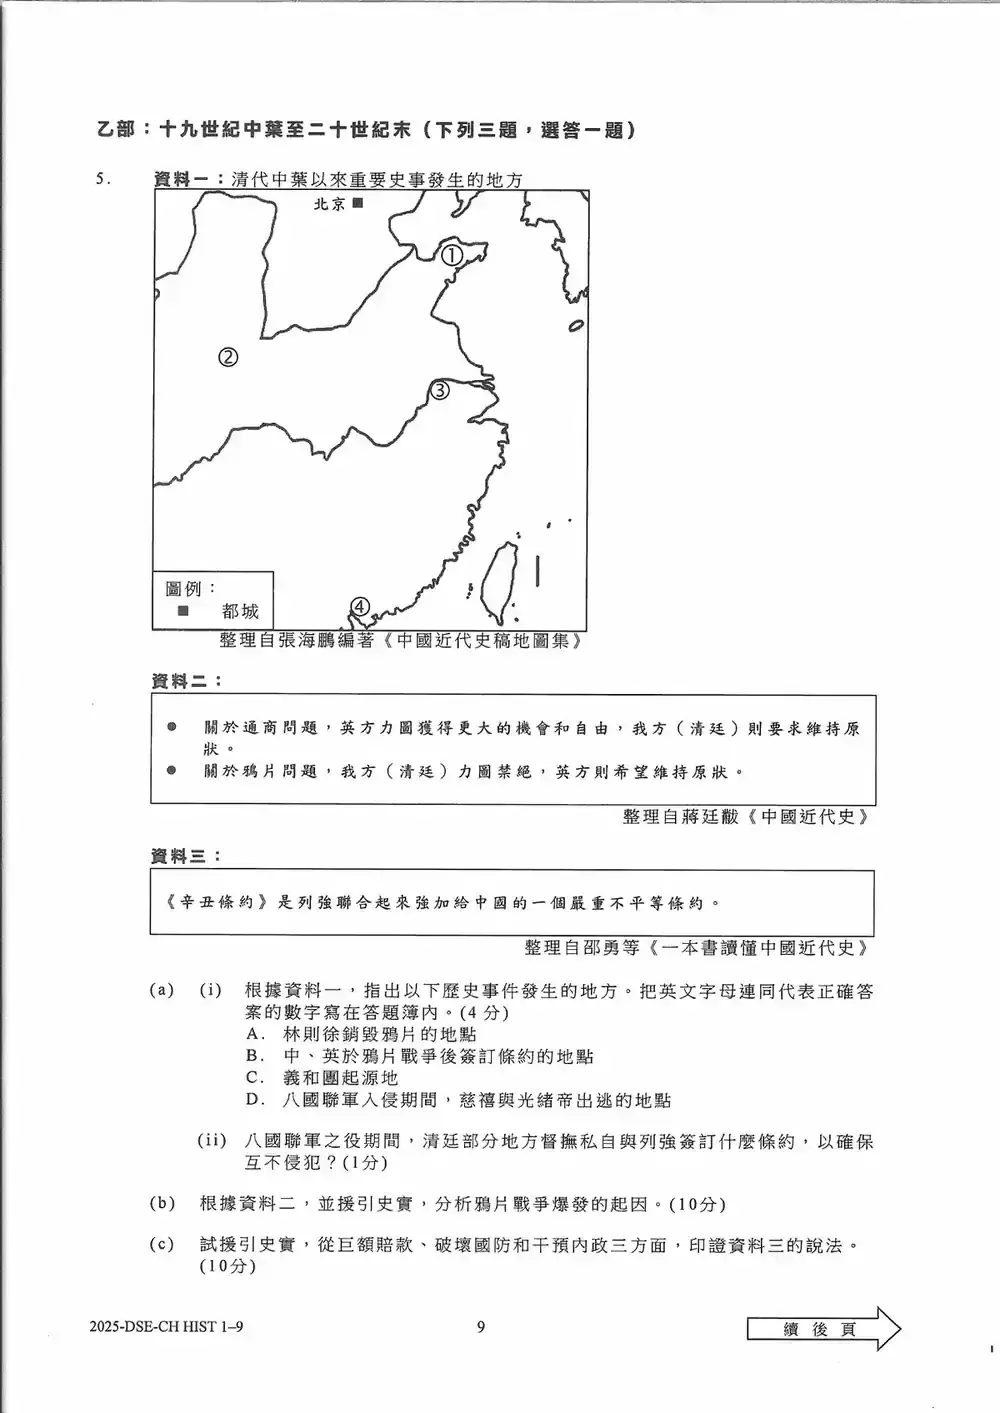 乙部：十九世紀中葉至二十世紀末（下列三題，選答一題）
5. 資料一：清代中葉以來重要史事發生的地方
北京 ■
①
②
③
④
圖例：
■ 都城
整理自張海鵬編著《中國近代史稿地圖集》
資料二：
● 關於通商問題，英方力圖獲得更大的機會和自由，我方（清廷）則要求維持原
狀。
● 關於鴉片問題，我方（清廷）力圖禁絕，英方則希望維持原狀。
整理自蔣廷黻《中國近代史》
資料三：
《辛丑條約》是列強聯合起來強加給中國的一個嚴重不平等條約。
整理自邵勇等《一本書讀懂中國近代史》
(a) (i) 根據資料一，指出以下歷史事件發生的地方。把英文字母連同代表正確答
案的數字寫在答題簿內。(4 分)
A. 林則徐銷毀鴉片的地點
B. 中、英於鴉片戰爭後簽訂條約的地點
C. 義和團起源地
D. 八國聯軍入侵期間，慈禧與光緒帝出逃的地點
(ii) 八國聯軍之役期間，清廷部分地方督撫私自與列強簽訂什麼條約，以確保
互不侵犯？(1分)
(b) 根據資料二，並援引史實，分析鴉片戰爭爆發的起因。(10分)
(c) 試援引史實，從巨額賠款、破壞國防和干預內政三方面，印證資料三的說法。
(10分)
2025-DSE-CH HIST 1–9
9
續後頁